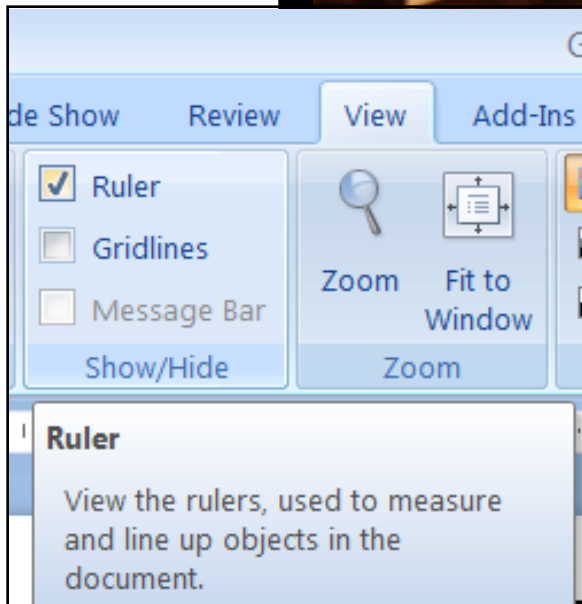 de Show Review View Add-Ins
Ruler
Gridlines
Message Bar
Zoom
Fit to
Window
Show/Hide
Zoom
Ruler
View the rulers, used to measure
and line up objects in the
document.